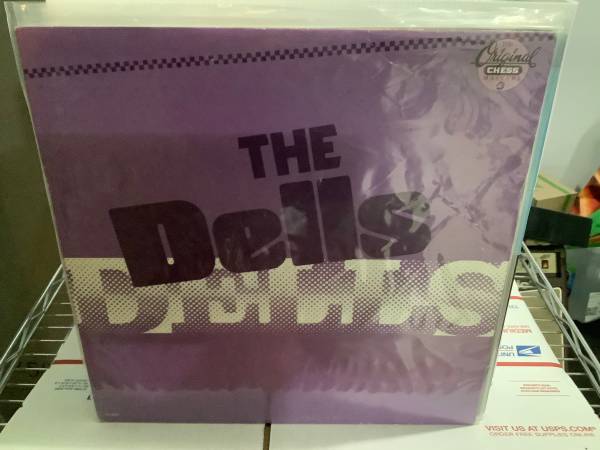 Original
CHESS
THE
Dells
DELLS
VISIT US AT USPS.COM®
ORDER FREE SUPPLIES ONLINE